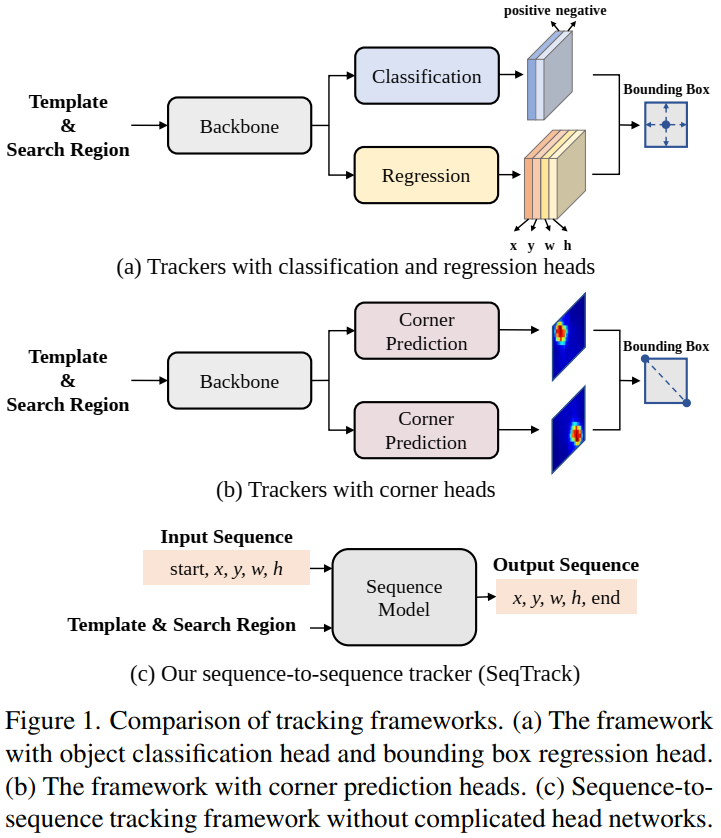 positive negative
Classification
Template
&
Search Region
Backbone
Bounding Box
Regression
x y w h
(a) Trackers with classification and regression heads
Corner
Prediction
Template
&
Search Region
Backbone
Bounding Box
Corner
Prediction
(b) Trackers with corner heads
Input Sequence
start, x, y, w, h
Template & Search Region
Sequence
Model
Output Sequence
x, y, w, h, end
(c) Our sequence-to-sequence tracker (SeqTrack)
Figure 1. Comparison of tracking frameworks. (a) The framework
with object classification head and bounding box regression head.
(b) The framework with corner prediction heads. (c) Sequence-to-
sequence tracking framework without complicated head networks.